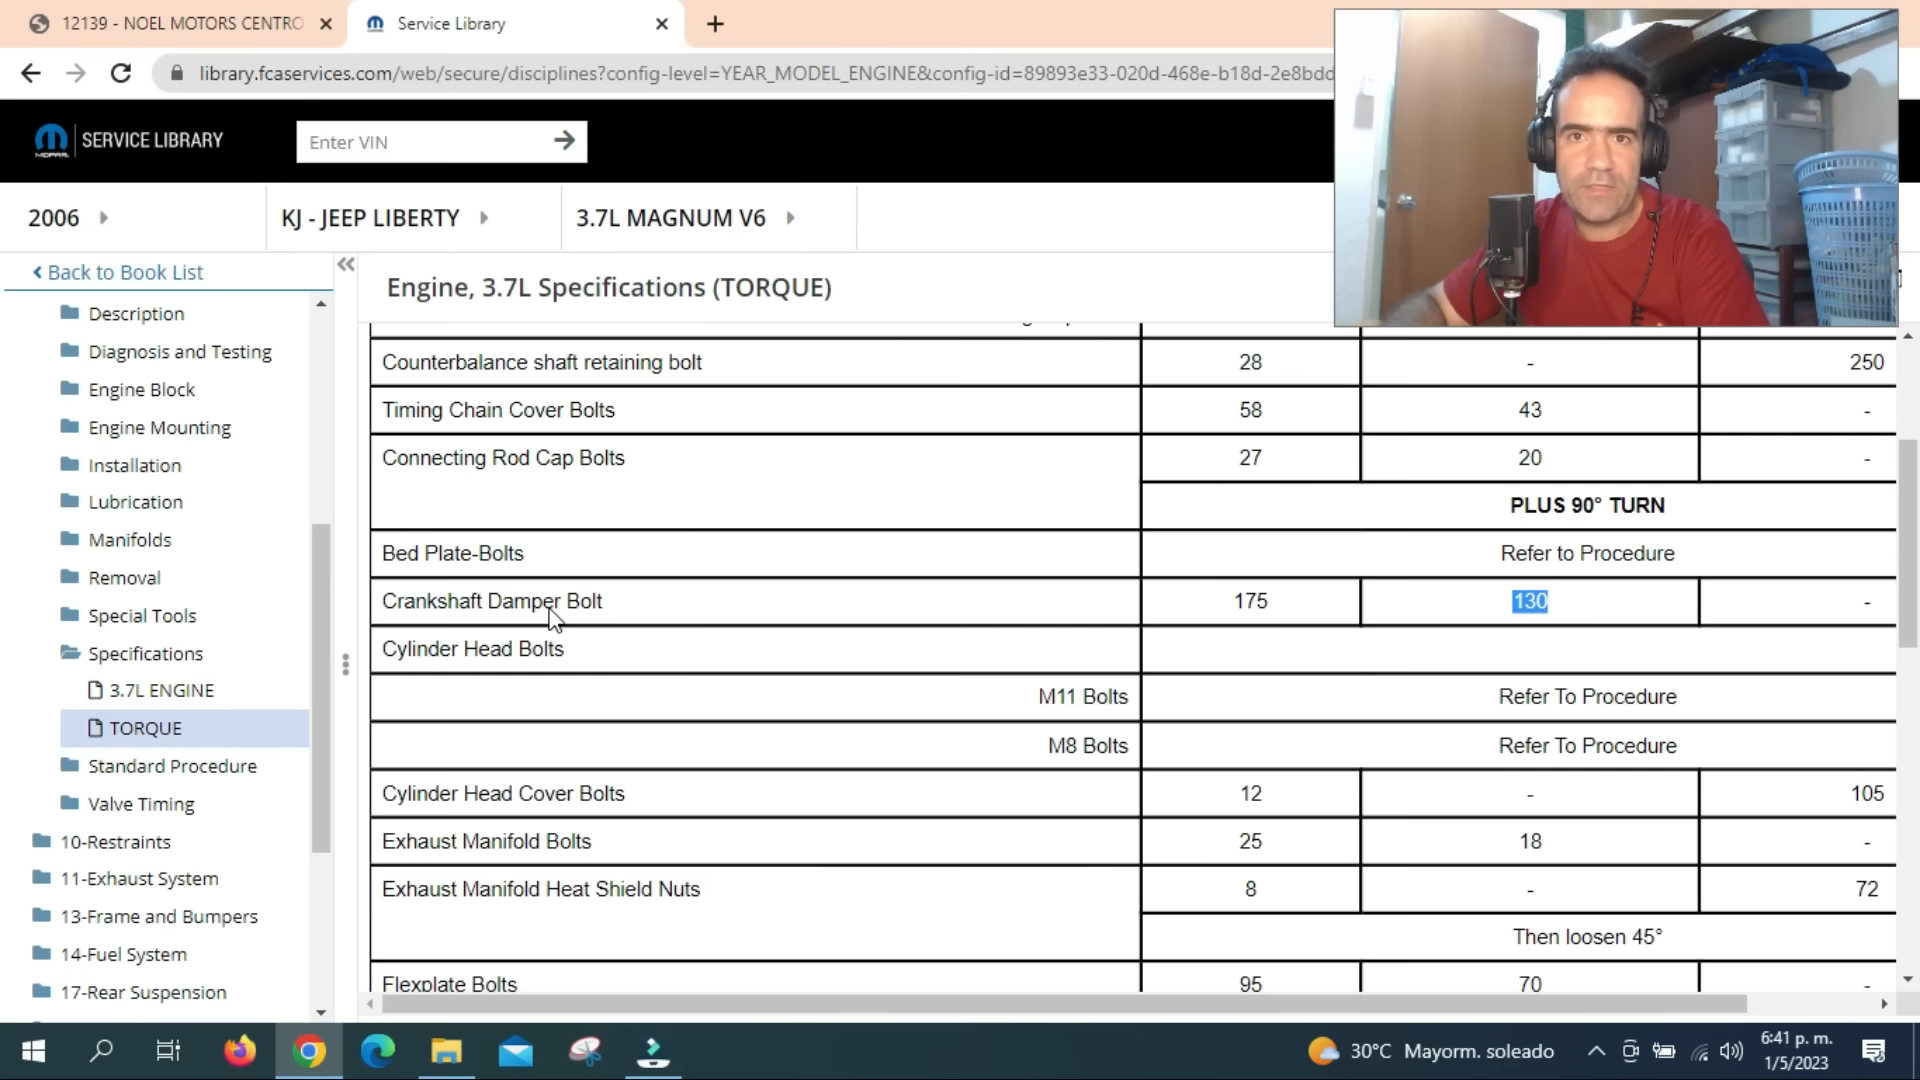 12139 - NOEL MOTORS CENTRO
Service Library
library.fcaservices.com/web/secure/disciplines?config-level=YEAR_MODEL_ENGINE&config-id=89893e33-020d-468e-b18d-2e8bdd
MOPAR
SERVICE LIBRARY
Enter VIN
2006
KJ - JEEP LIBERTY
3.7L MAGNUM V6
Back to Book List
Description
Diagnosis and Testing
Engine Block
Engine Mounting
Installation
Lubrication
Manifolds
Removal
Special Tools
Specifications
3.7L ENGINE
TORQUE
Standard Procedure
Valve Timing
10-Restraints
11-Exhaust System
13-Frame and Bumpers
14-Fuel System
17-Rear Suspension
Engine, 3.7L Specifications (TORQUE)
Counterbalance shaft retaining bolt 28 - 250
Timing Chain Cover Bolts 58 43 -
Connecting Rod Cap Bolts 27 20 -
PLUS 90° TURN
Bed Plate-Bolts Refer to Procedure
Crankshaft Damper Bolt 175 130 -
Cylinder Head Bolts
M11 Bolts Refer To Procedure
M8 Bolts Refer To Procedure
Cylinder Head Cover Bolts 12 - 105
Exhaust Manifold Bolts 25 18 -
Exhaust Manifold Heat Shield Nuts 8 - 72
Then loosen 45°
Flexplate Bolts 95 70 -
30°C Mayorm. soleado
6:41 p. m.
1/5/2023